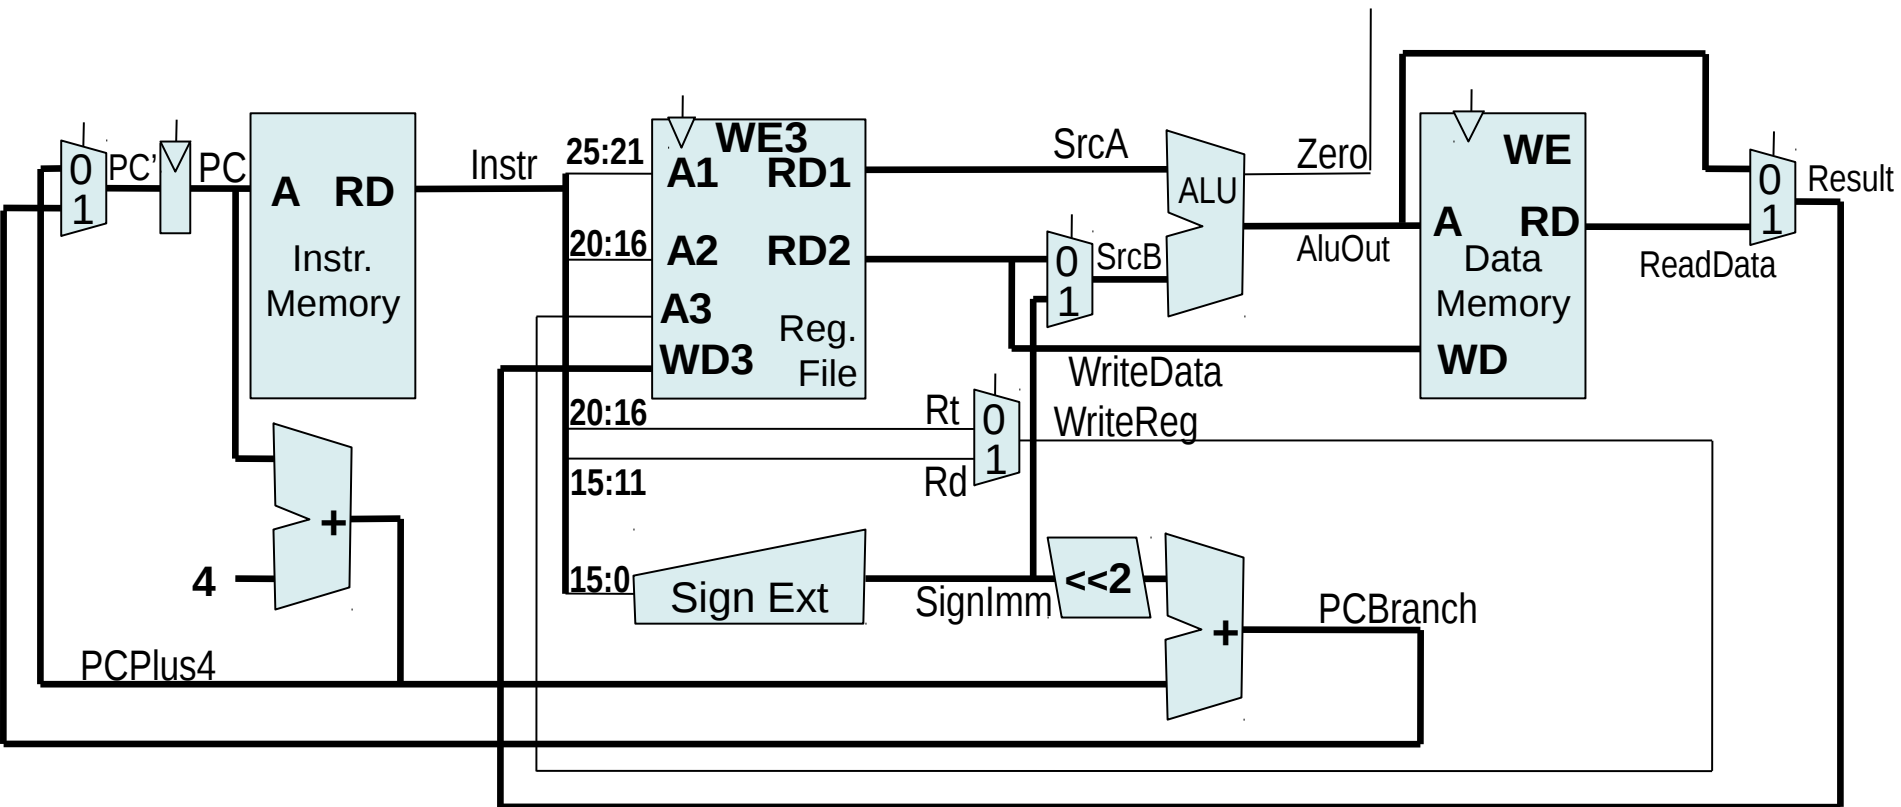 0
1
PC'
PC
A RD
Instr.
Memory
Instr
25:21
20:16
WE3
A1 RD1
A2 RD2
A3
Reg.
WD3
File
20:16
15:11
15:0
Rt
Rd
0
1
SrcA
0
1
SrcB
ALU
Zero
AluOut
WE
A RD
Data
Memory
WD
0
1
Result
ReadData
WriteData
WriteReg
+
4
Sign Ext
SignImm
<<2
+
PCBranch
PCPlus4